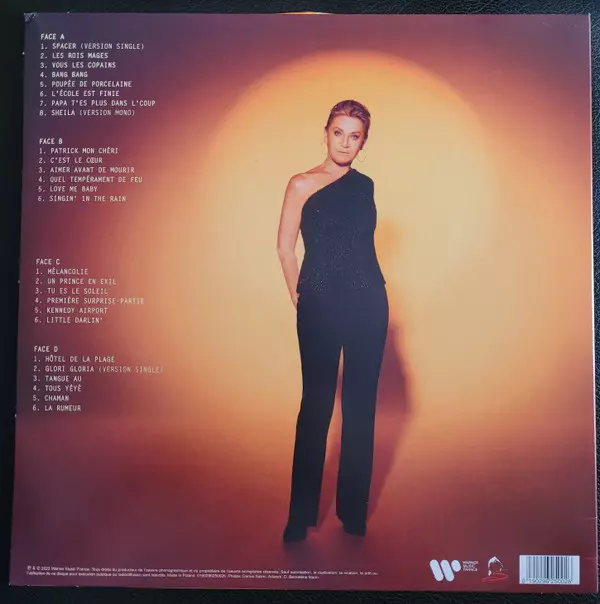 FACE A
1. SPACER (VERSION SINGLE)
2. LES ROIS MAGES
3. VOUS LES COPAINS
4. BANG BANG
5. POUPÉE DE PORCELAINE
6. L'ÉCOLE EST FINIE
7. PAPA T'ES PLUS DANS L'COUP
8. SHEILA (VERSION MONO)
FACE B
1. PATRICK MON CHÉRI
2. C'EST LE CŒUR
3. AIMER AVANT DE MOURIR
4. QUEL TEMPÉRAMENT DE FEU
5. LOVE ME BABY
6. SINGIN' IN THE RAIN
FACE C
1. MÉLANCOLIE
2. UN PRINCE EN EXIL
3. TU ES LE SOLEIL
4. PREMIÈRE SURPRISE-PARTIE
5. KENNEDY AIRPORT
6. LITTLE DARLIN'
FACE D
1. HÔTEL DE LA PLAGE
2. GLORI GLORIA (VERSION SINGLE)
3. TANGUE AU
4. TOUS YÉYÉ
5. CHAMAN
6. LA RUMEUR
WARNER
MUSIC
FRANCE